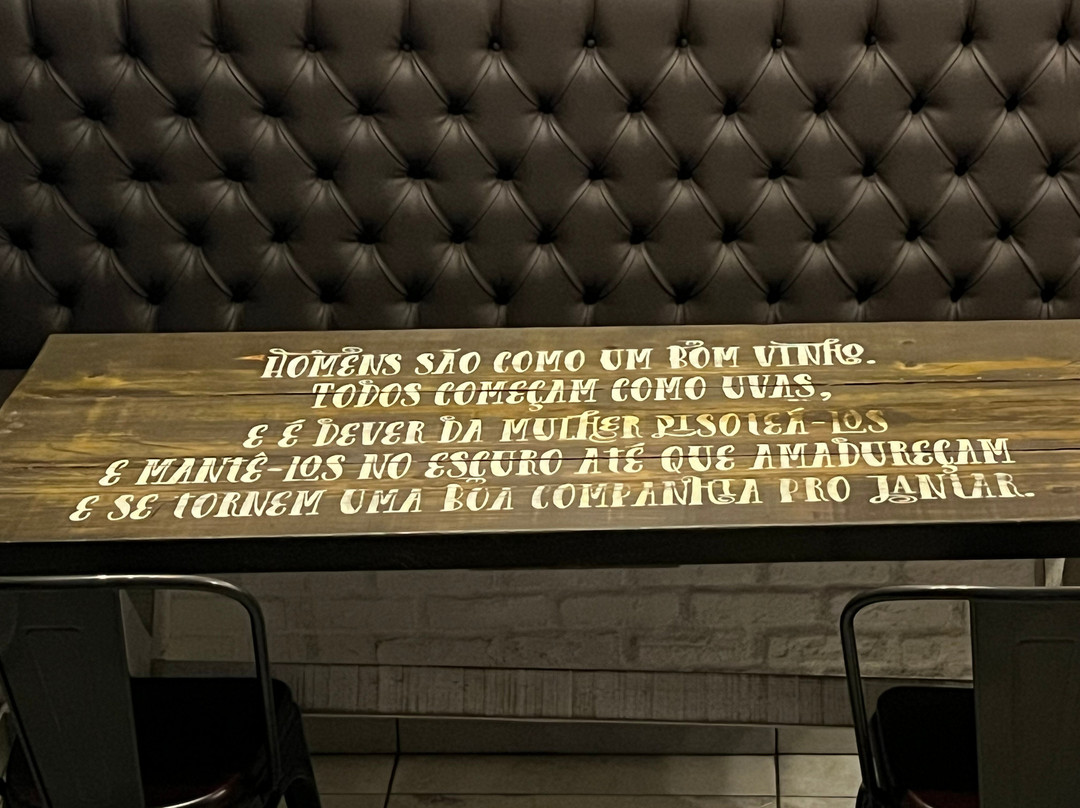 HOMENS SÃO COMO UM BOM VINHO.
TODOS COMEÇAM COMO UVAS,
E É DEVER DA MULHER PISOTEÁ-LOS
E MANTÊ-LOS NO ESCURO ATÉ QUE AMADUREÇAM
E SE TORNEM UMA BOA COMPANHIA PRO JANTAR.